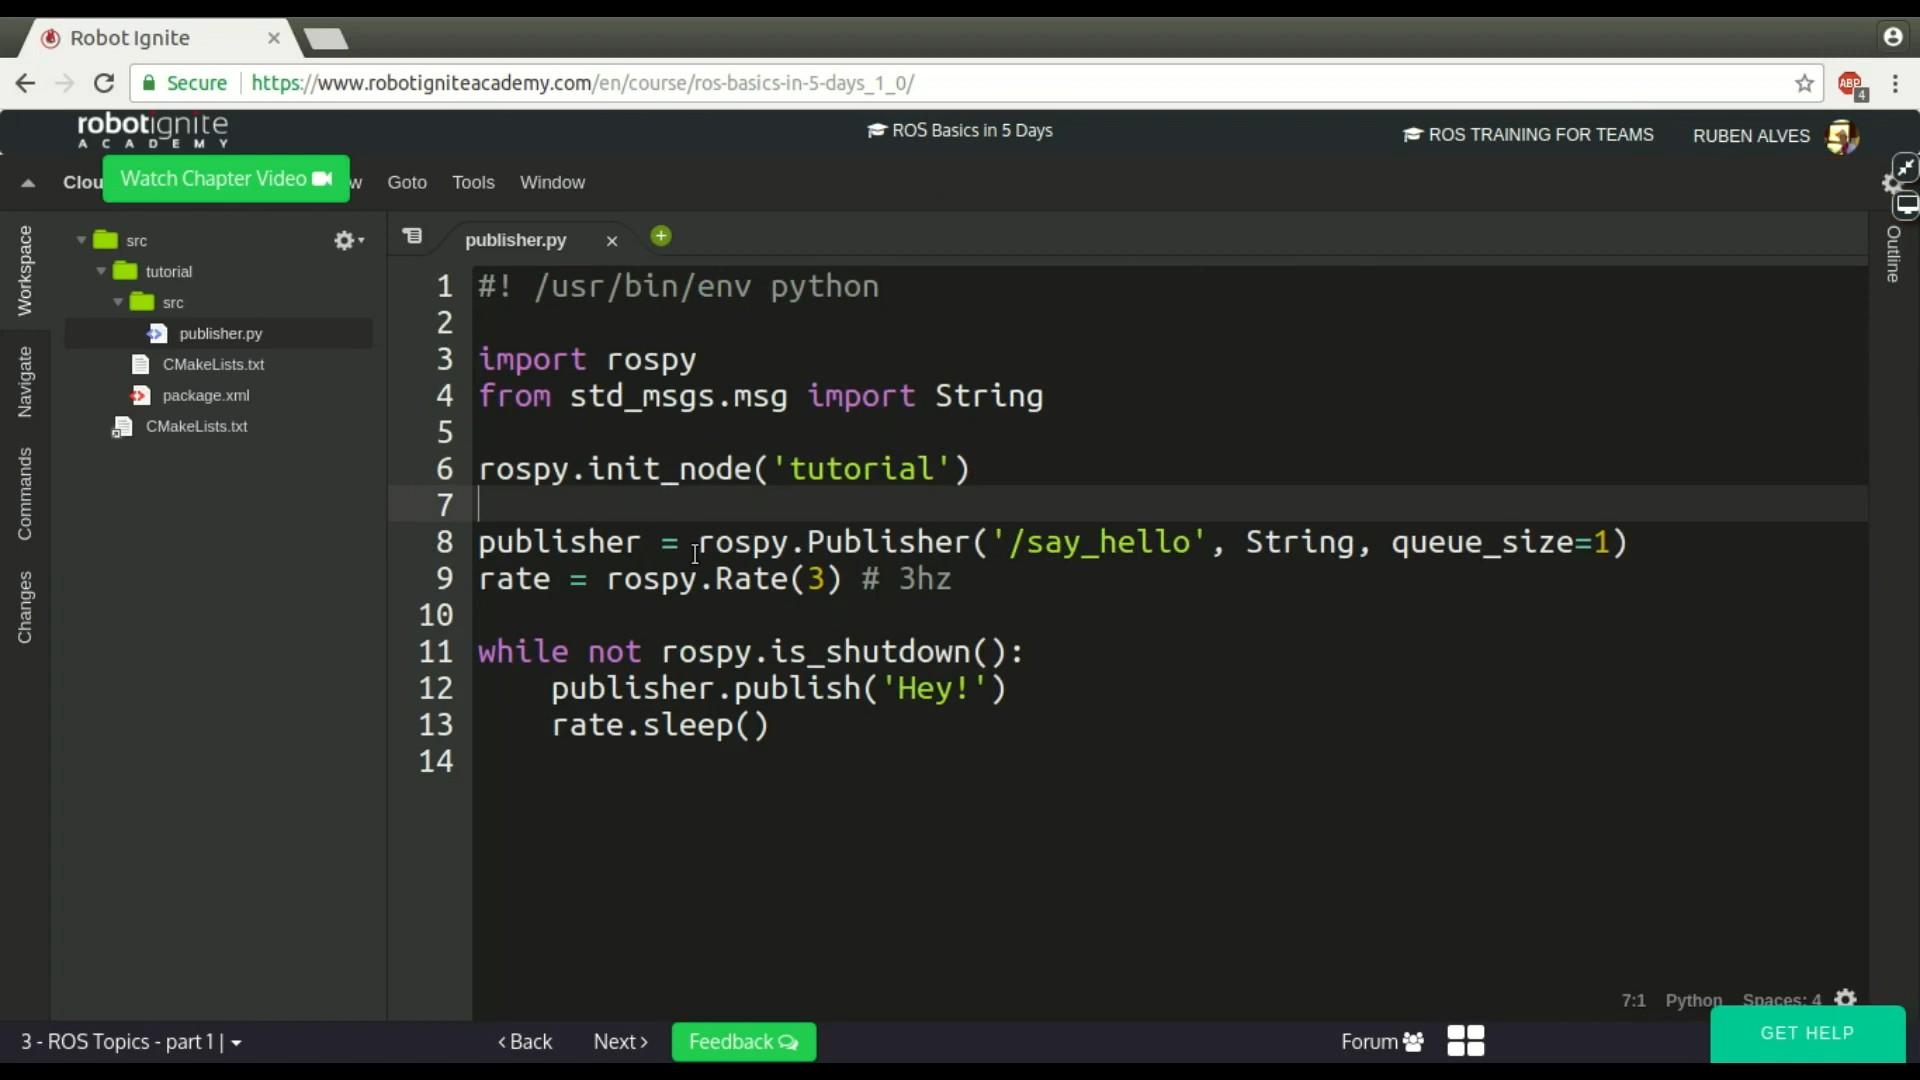 Robot Ignite
Secure https://www.robotigniteacademy.com/en/course/ros-basics-in-5-days_1_0/
ABP
4
robotignite
ACADEMY
ROS Basics in 5 Days
ROS TRAINING FOR TEAMS
RUBEN ALVES
Clou
Watch Chapter Video
w
Goto
Tools
Window
Workspace
Navigate
Commands
Changes
src
tutorial
src
publisher.py
CMakeLists.txt
package.xml
CMakeLists.txt
publisher.py
Outline
1 #! /usr/bin/env python
2
3 import rospy
4 from std_msgs.msg import String
5
6 rospy.init_node('tutorial')
7
8 publisher = rospy.Publisher('/say_hello', String, queue_size=1)
9 rate = rospy.Rate(3) # 3hz
10
11 while not rospy.is_shutdown():
12 publisher.publish('Hey!')
13 rate.sleep()
14
7:1 Python Spaces: 4
3 - ROS Topics - part 1 |
‹ Back
Next ›
Feedback
Forum
GET HELP